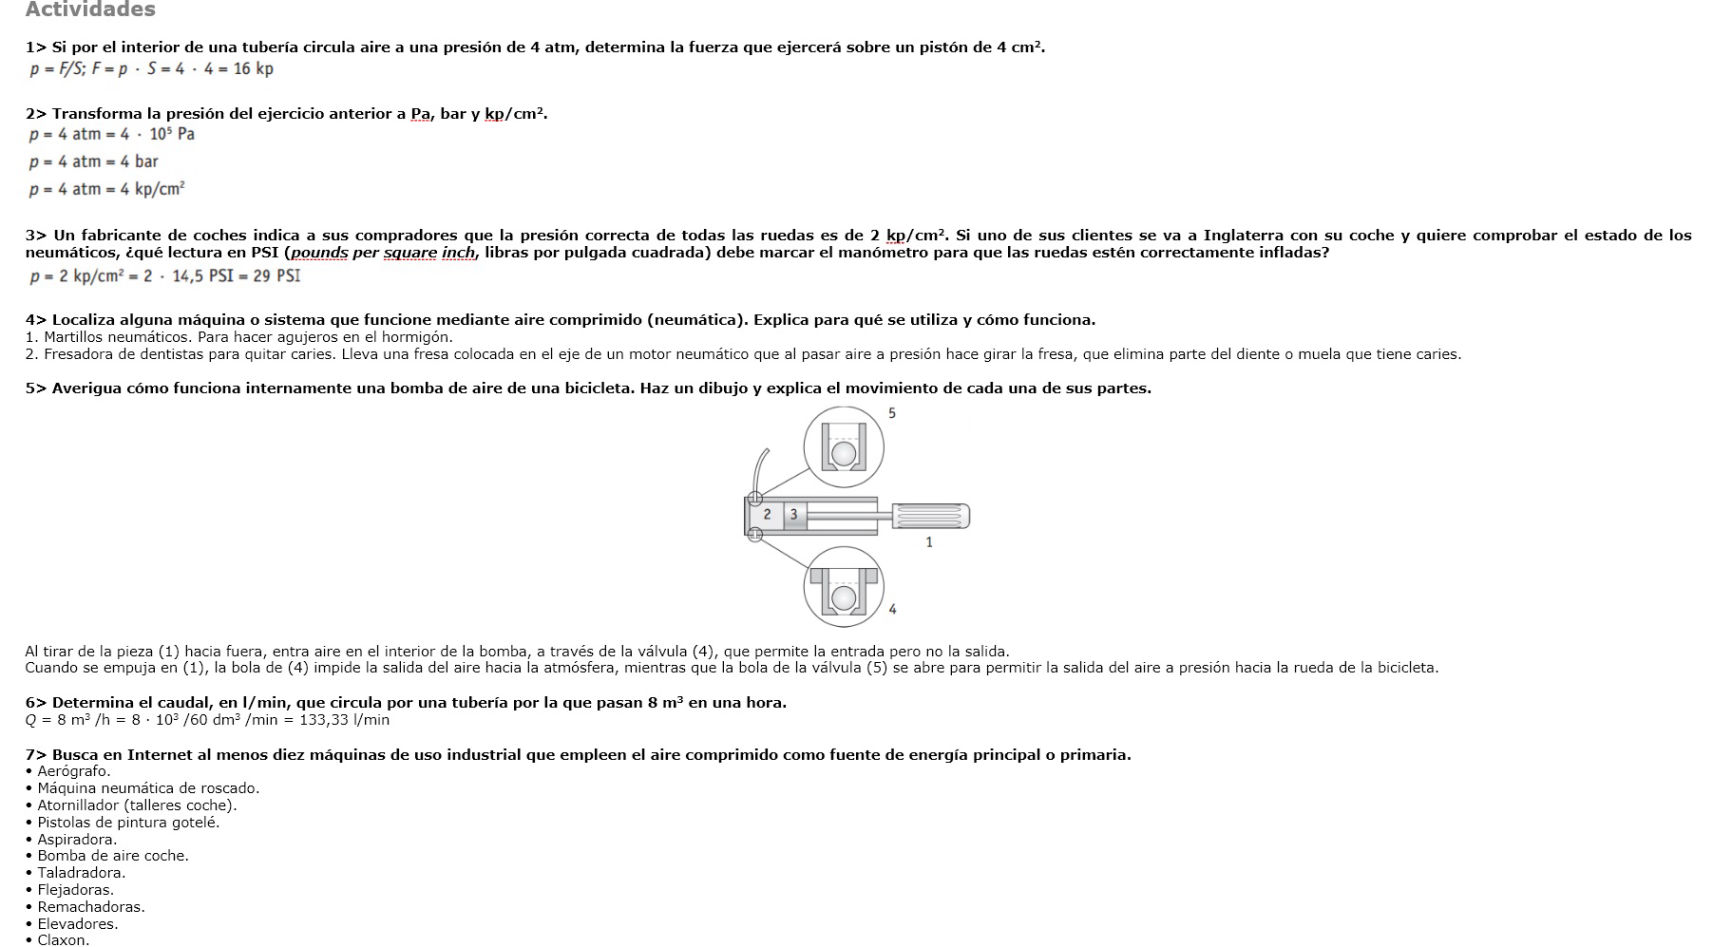 Actividades
1> Si por el interior de una tubería circula aire a una presión de 4 atm, determina la fuerza que ejercerá sobre un pistón de 4 cm².
p = F/S; F = p · S = 4 · 4 = 16 kp
2> Transforma la presión del ejercicio anterior a Pa, bar y kp/cm².
p = 4 atm = 4 · 10⁵ Pa
p = 4 atm = 4 bar
p = 4 atm = 4 kp/cm²
3> Un fabricante de coches indica a sus compradores que la presión correcta de todas las ruedas es de 2 kp/cm². Si uno de sus clientes se va a Inglaterra con su coche y quiere comprobar el estado de los
neumáticos, ¿qué lectura en PSI (pounds per square inch, libras por pulgada cuadrada) debe marcar el manómetro para que las ruedas estén correctamente infladas?
p = 2 kp/cm² = 2 · 14,5 PSI = 29 PSI
4> Localiza alguna máquina o sistema que funcione mediante aire comprimido (neumática). Explica para qué se utiliza y cómo funciona.
1. Martillos neumáticos. Para hacer agujeros en el hormigón.
2. Fresadora de dentistas para quitar caries. Lleva una fresa colocada en el eje de un motor neumático que al pasar aire a presión hace girar la fresa, que elimina parte del diente o muela que tiene caries.
5> Averigua cómo funciona internamente una bomba de aire de una bicicleta. Haz un dibujo y explica el movimiento de cada una de sus partes.
5
2 3
1
4
Al tirar de la pieza (1) hacia fuera, entra aire en el interior de la bomba, a través de la válvula (4), que permite la entrada pero no la salida.
Cuando se empuja en (1), la bola de (4) impide la salida del aire hacia la atmósfera, mientras que la bola de la válvula (5) se abre para permitir la salida del aire a presión hacia la rueda de la bicicleta.
6> Determina el caudal, en l/min, que circula por una tubería por la que pasan 8 m³ en una hora.
Q = 8 m³ /h = 8 · 10³ /60 dm³ /min = 133,33 l/min
7> Busca en Internet al menos diez máquinas de uso industrial que empleen el aire comprimido como fuente de energía principal o primaria.
• Aerógrafo.
• Máquina neumática de roscado.
• Atornillador (talleres coche).
• Pistolas de pintura gotelé.
• Aspiradora.
• Bomba de aire coche.
• Taladradora.
• Flejadoras.
• Remachadoras.
• Elevadores.
• Claxon.